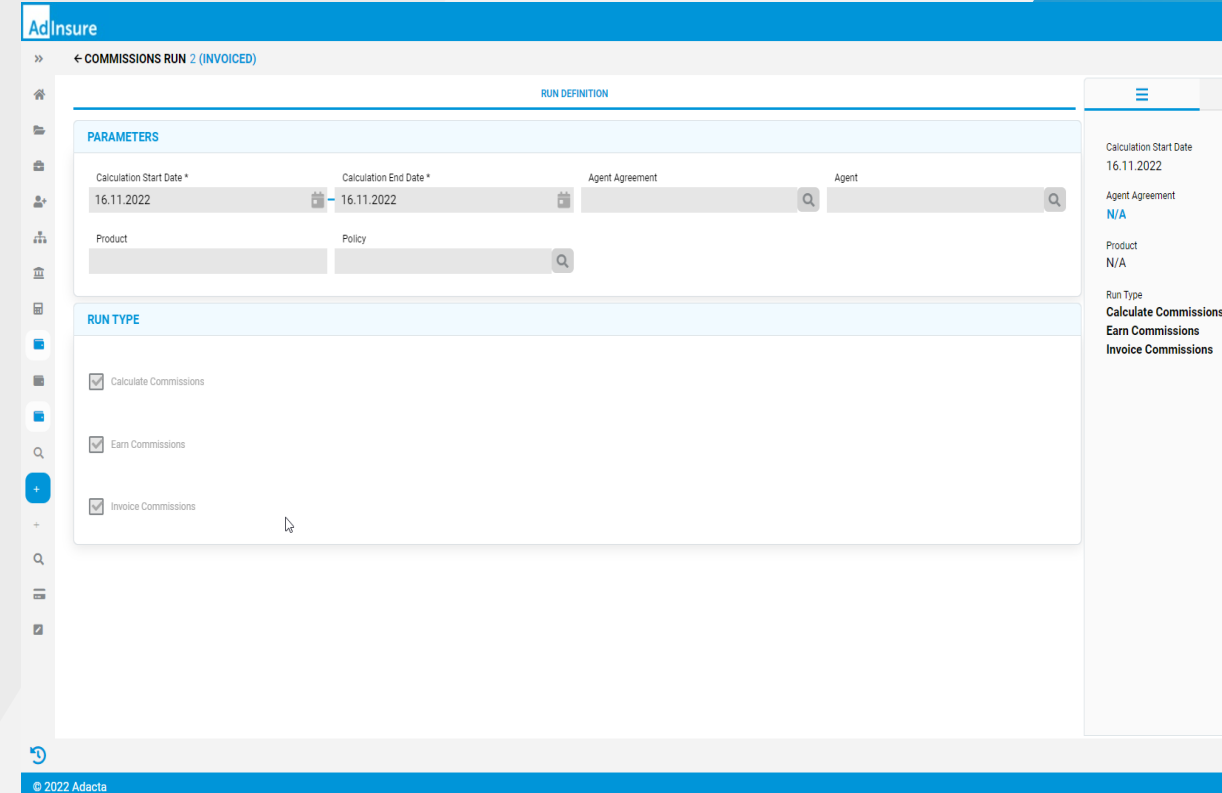 AdInsure
COMMISSIONS RUN 2 (INVOICED)
RUN DEFINITION
PARAMETERS
Calculation Start Date *
Calculation End Date *
Agent Agreement
Agent
16.11.2022
–
16.11.2022
Product
Policy
RUN TYPE
Calculate Commissions
Earn Commissions
Invoice Commissions
Calculation Start Date
16.11.2022
Agent Agreement
N/A
Product
N/A
Run Type
Calculate Commissions
Earn Commissions
Invoice Commissions
© 2022 Adacta